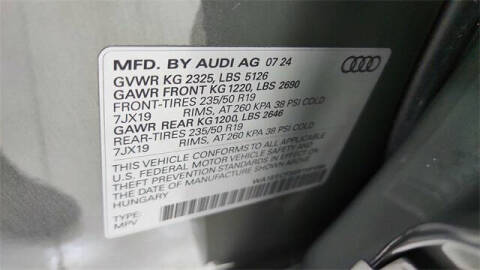 MFD. BY AUDI AG 07 24
GVWR KG 2325, LBS 5126
GAWR FRONT KG 1220, LBS 2690
FRONT-TIRES 235/50 R19
7JX19 RIMS, AT 260 KPA 38 PSI COLD
GAWR REAR KG 1200, LBS 2646
REAR-TIRES 235/50 R19
7JX19 RIMS, AT 260 KPA 38 PSI COLD
THIS VEHICLE CONFORMS TO ALL APPLICABLE
U.S. FEDERAL MOTOR VEHICLE SAFETY AND
THEFT PREVENTION STANDARDS IN EFFECT ON
THE DATE OF MANUFACTURE SHOWN ABOVE
HUNGARY
TYPE:
MPV